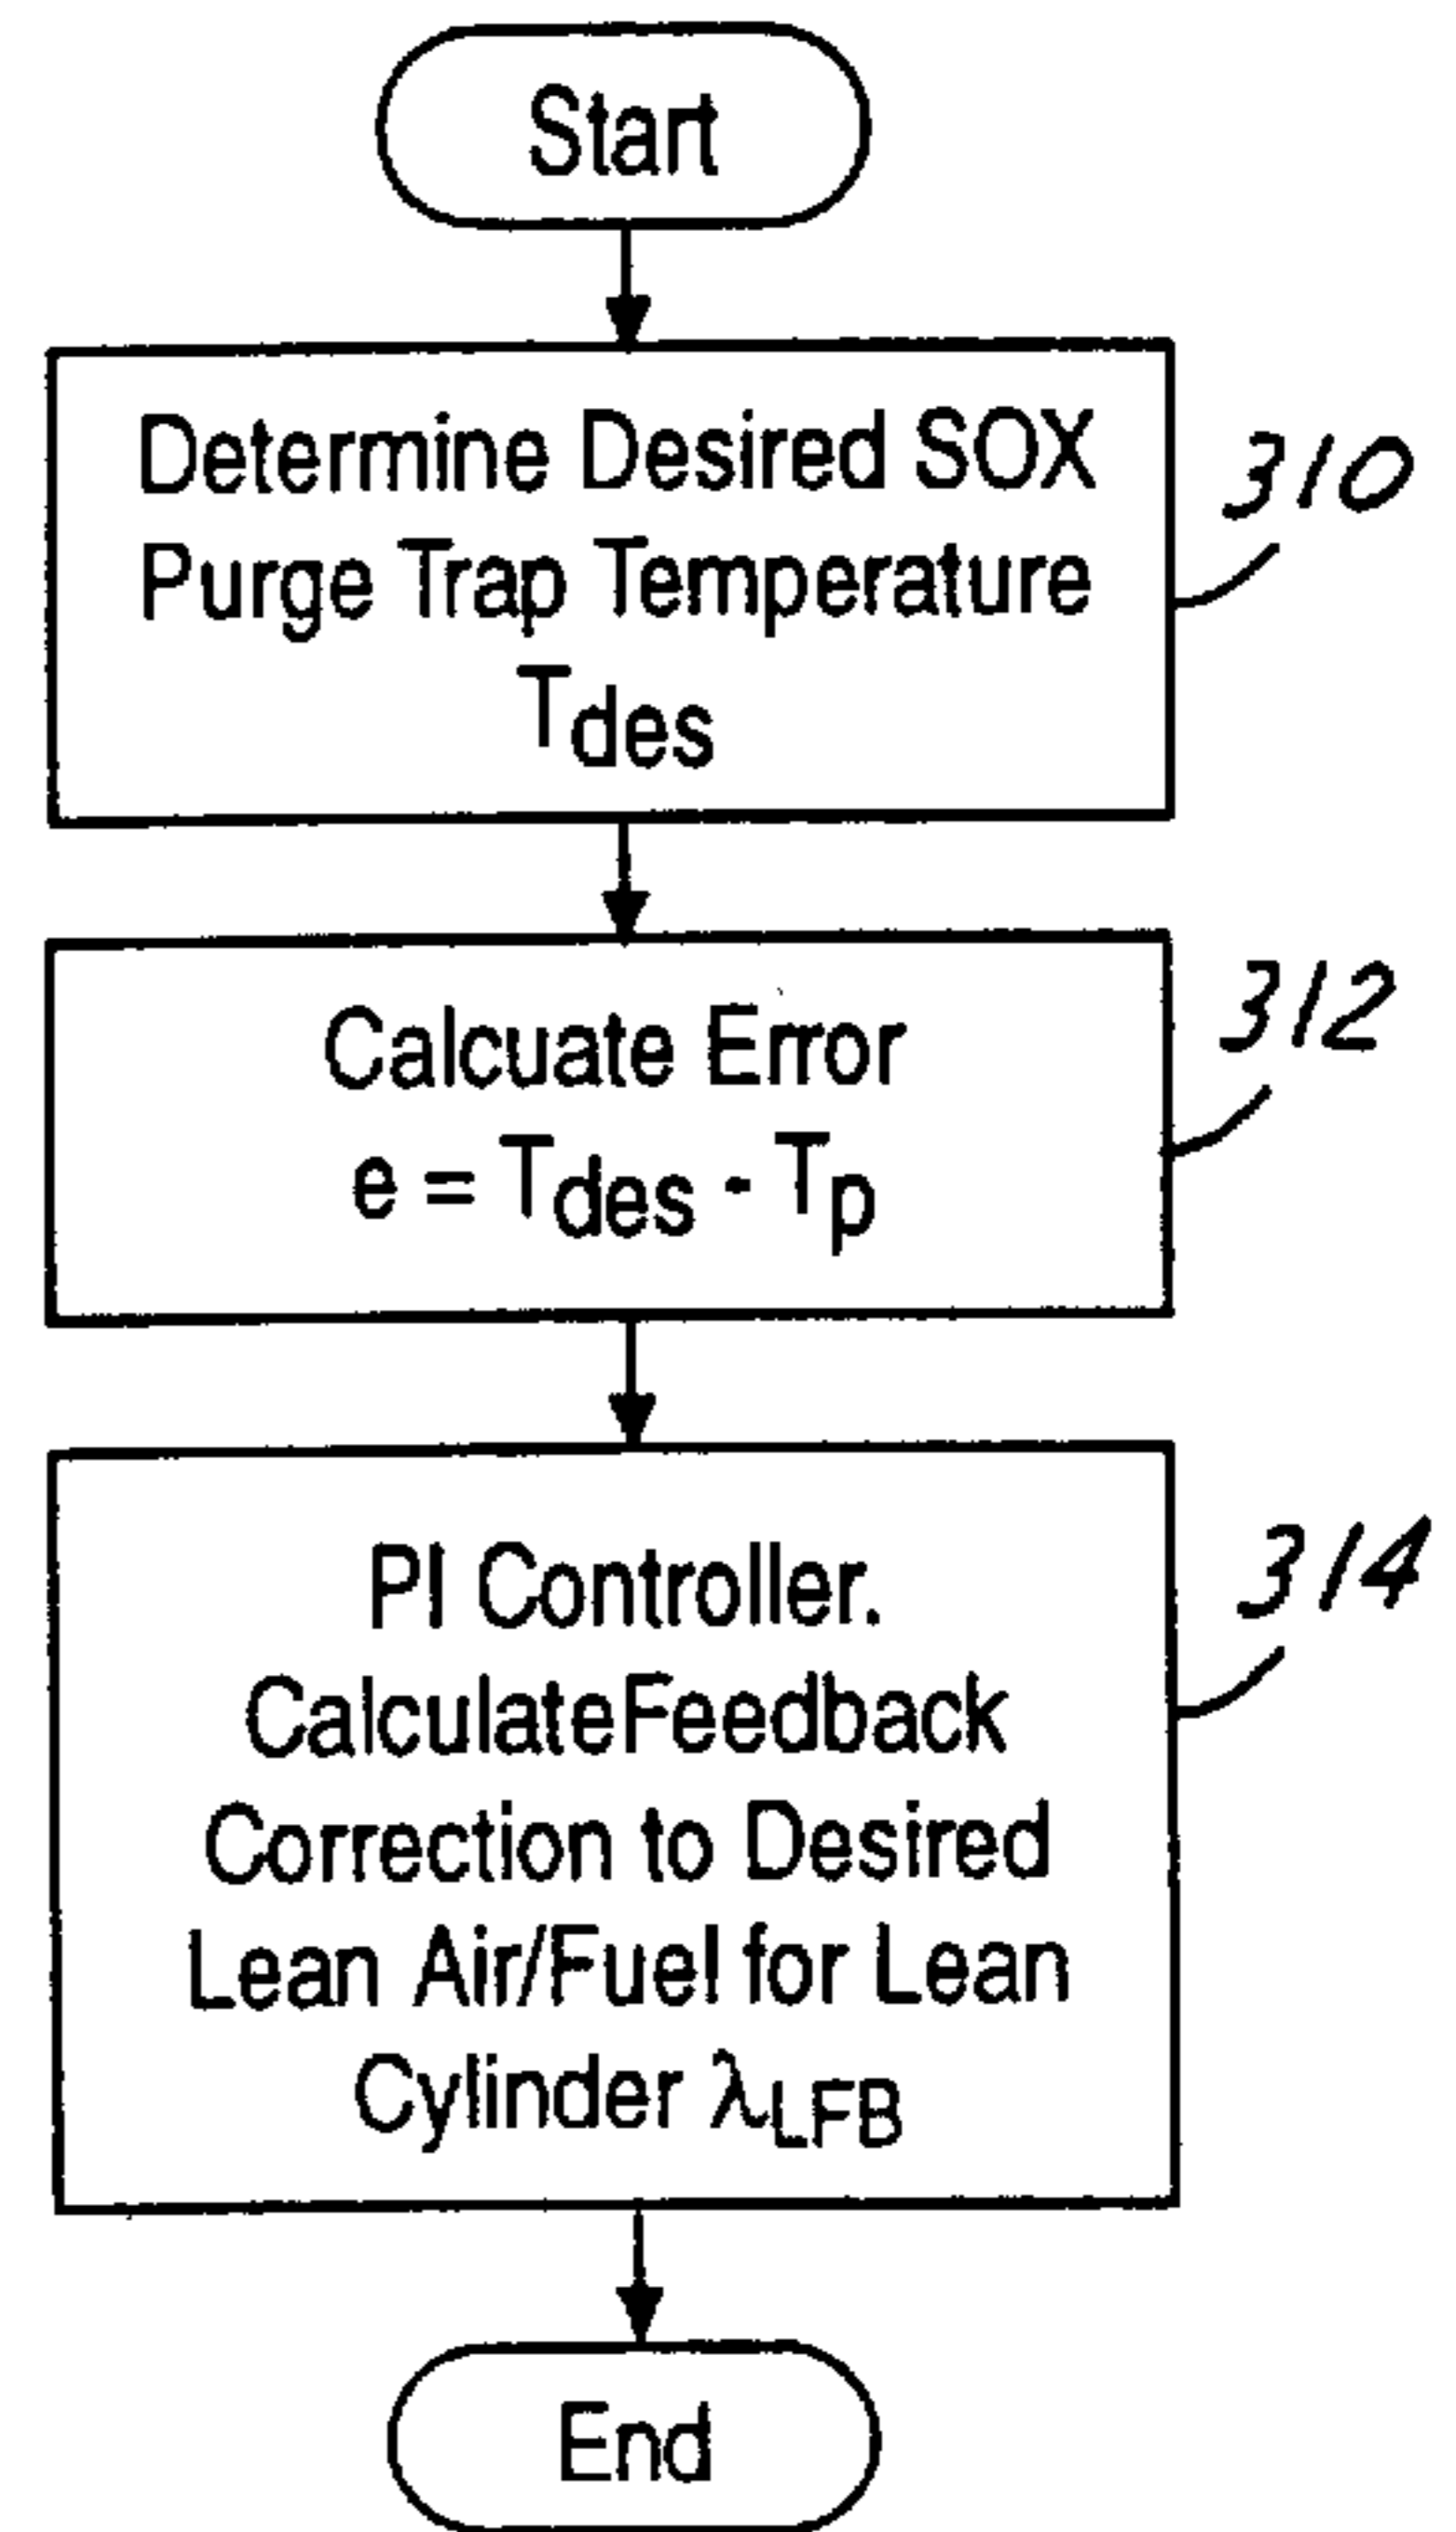 Start
Determine Desired SOX
310
Purge Trap Temperature
Tdes
Calcuate Error
312
e = Tdes - Tp
PI Controller.
314
CalculateFeedback
Correction to Desired
Lean Air/Fuel for Lean
Cylinder λLFB
End